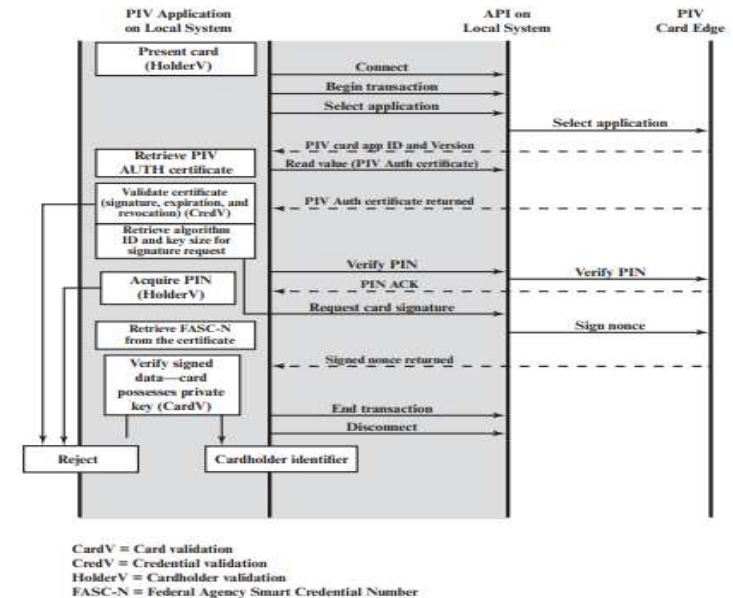 PIV Application
on Local System
API on
Local System
PIV
Card Edge
Present card
(HolderV)
Connect
Begin transaction
Select application
Select application
PIV card app ID and Version
Retrieve PIV
AUTH certificate
Read value (PIV Auth certificate)
Validate certificate
(signature, expiration, and
revocation) (CredV)
PIV Auth certificate returned
Retrieve algorithm
ID and key size for
signature request
Verify PIN
Verify PIN
Acquire PIN
(HolderV)
PIN ACK
Request card signature
Retrieve FASC-N
from the certificate
Sign nonce
Verify signed
data—card
possesses private
key (CardV)
Signed nonce returned
End transaction
Disconnect
Reject
Cardholder identifier
CardV = Card validation
CredV = Credential validation
HolderV = Cardholder validation
FASC-N = Federal Agency Smart Credential Number